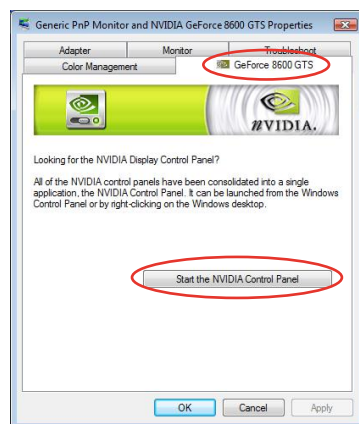 Generic PnP Monitor and NVIDIA GeForce 8600 GTS Properties
Adapter Monitor Troubleshoot
Color Management GeForce 8600 GTS
NVIDIA.
Looking for the NVIDIA Display Control Panel?
All of the NVIDIA control panels have been consolidated into a single
application, the NVIDIA Control Panel. It can be launched from the Windows
Control Panel or by right-clicking on the Windows desktop.
Start the NVIDIA Control Panel
OK Cancel Apply